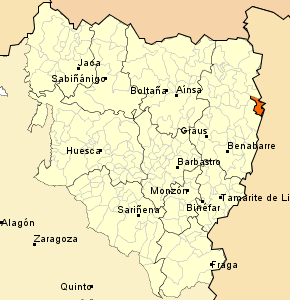 Jaca
Sabiñánigo
Boltaña
Aínsa
Graus
Huesca
Benabarre
Barbastro
Monzón
Tamarite de Li
Binéfar
Sariñena
Alagón
Zaragoza
Fraga
Quinto